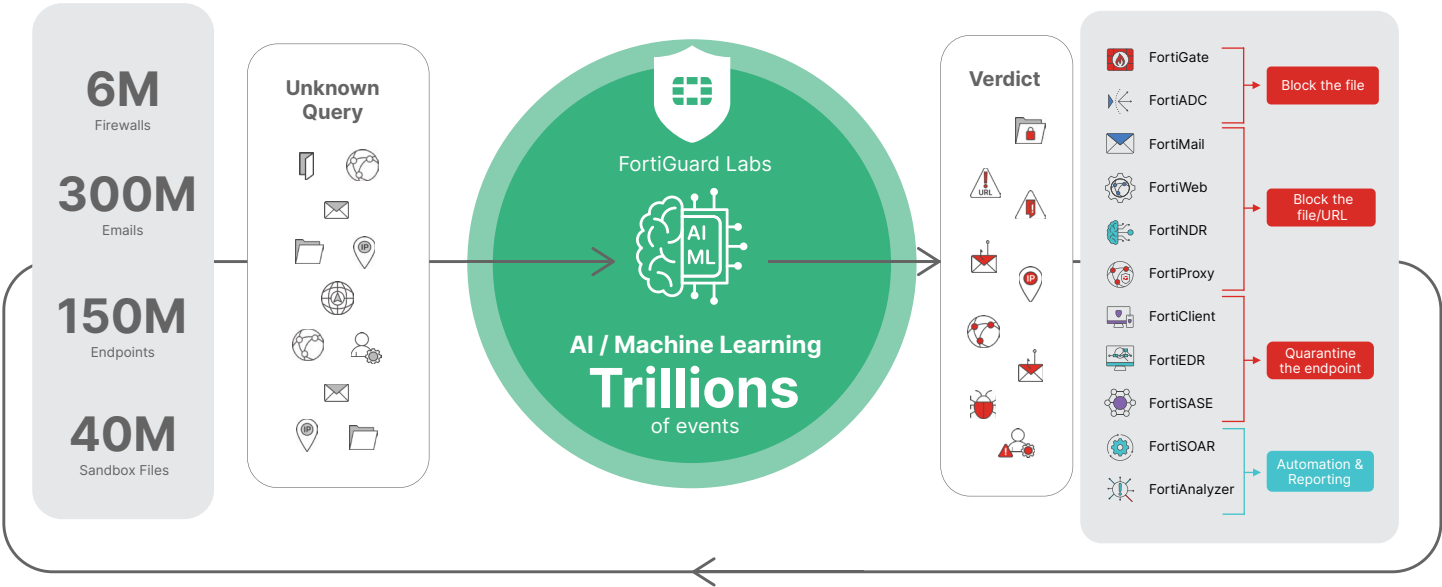 6M
Firewalls
300M
Emails
150M
Endpoints
40M
Sandbox Files
Unknown
Query
IP
A
IP
FortiGuard Labs
AI
ML
AI / Machine Learning
Trillions
of events
Verdict
URL
IP
FortiGate
FortiADC
FortiMail
FortiWeb
FortiNDR
FortiProxy
FortiClient
FortiEDR
FortiSASE
FortiSOAR
FortiAnalyzer
Block the file
Block the
file/URL
Quarantine
the endpoint
Automation &
Reporting